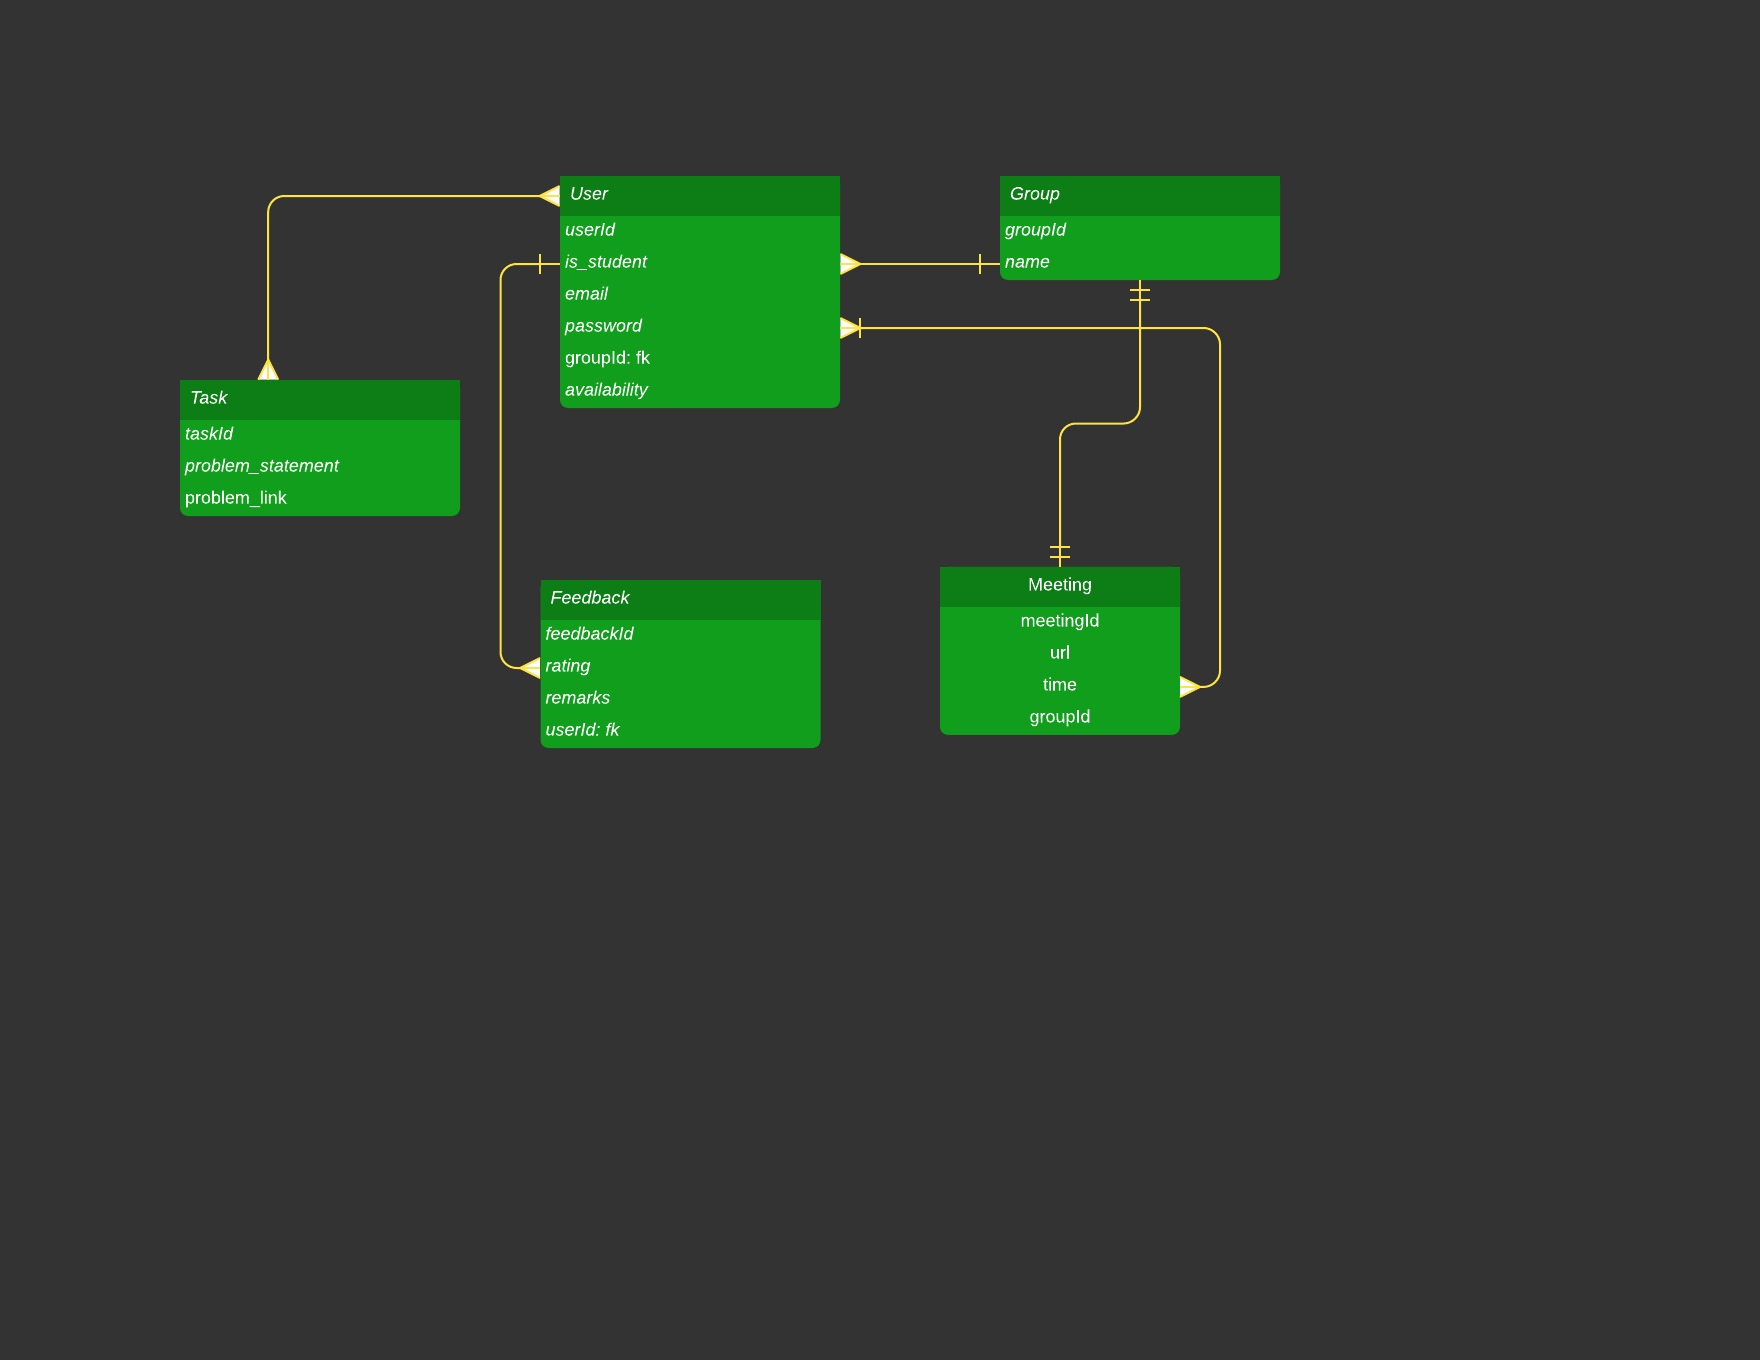 User
userId
is_student
email
password
groupId: fk
availability
Group
groupId
name
Task
taskId
problem_statement
problem_link
Feedback
feedbackId
rating
remarks
userId: fk
Meeting
meetingId
url
time
groupId